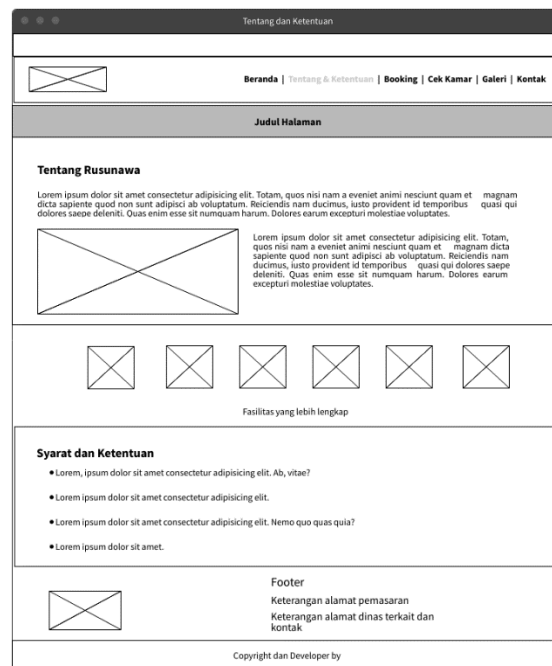 Tentang dan Ketentuan
Beranda | Tentang & Ketentuan | Booking | Cek Kamar | Galeri | Kontak
Judul Halaman
Tentang Rusunawa
Lorem ipsum dolor sit amet consectetur adipisicing elit. Totam, quos nisi nam a eveniet animi nesciunt quam et magnam
dicta sapiente quod non sunt adipisci ab voluptatum. Reiciendis nam ducimus, iusto provident id temporibus quasi qui
dolores saepe deleniti. Quas enim esse sit numquam harum. Dolores earum excepturi molestiae voluptates.
Lorem ipsum dolor sit amet consectetur adipisicing elit. Totam,
quos nisi nam a eveniet animi nesciunt quam et magnam dicta
sapiente quod non sunt adipisci ab voluptatum. Reiciendis nam
ducimus, iusto provident id temporibus quasi qui dolores saepe
deleniti. Quas enim esse sit numquam harum. Dolores earum
excepturi molestiae voluptates.
Fasilitas yang lebih lengkap
Syarat dan Ketentuan
● Lorem, ipsum dolor sit amet consectetur adipisicing elit. Ab, vitae?
● Lorem ipsum dolor sit amet consectetur adipisicing elit.
● Lorem ipsum dolor sit amet consectetur adipisicing elit. Nemo quo quas quia?
● Lorem ipsum dolor sit amet.
Footer
Keterangan alamat pemasaran
Keterangan alamat dinas terkait dan
kontak
Copyright dan Developer by